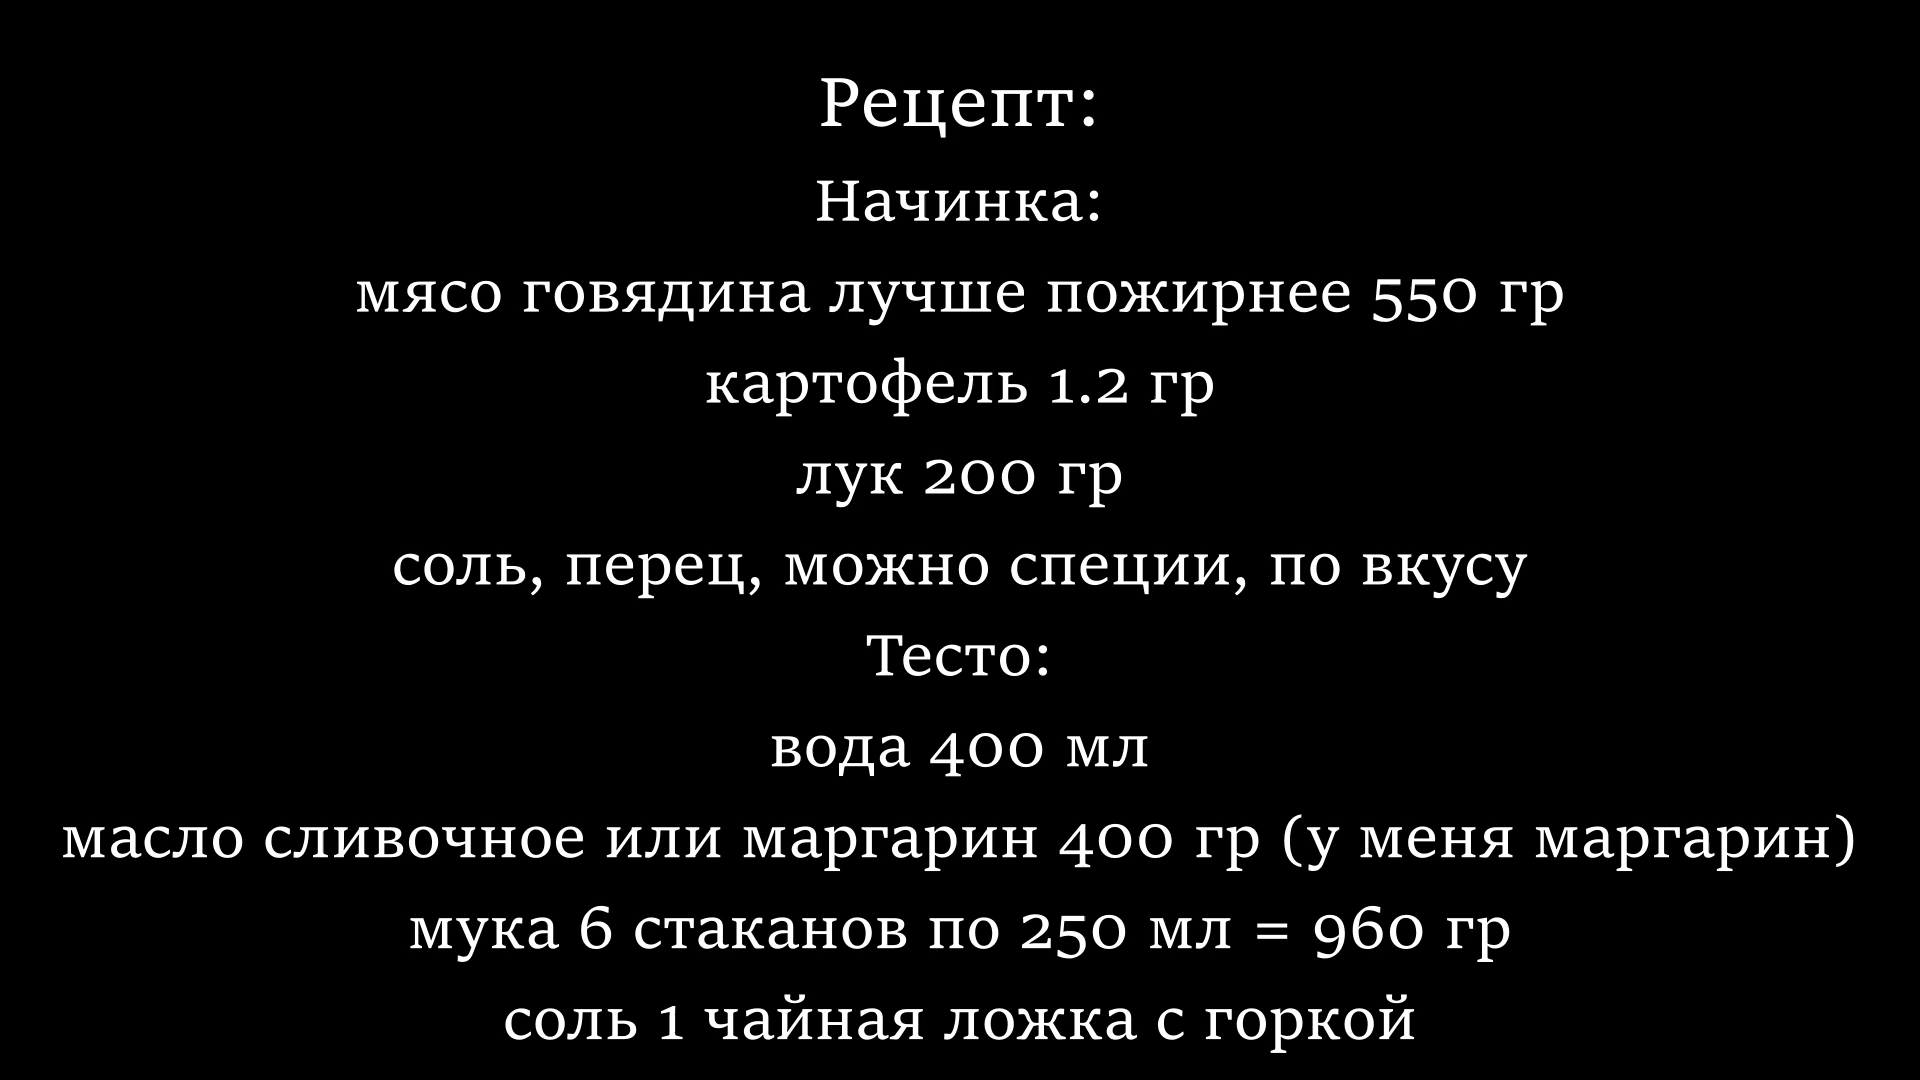 Рецепт:
Начинка:
мясо говядина лучше пожирнее 550 гр
картофель 1.2 гр
лук 200 гр
соль, перец, можно специи, по вкусу
Тесто:
вода 400 мл
масло сливочное или маргарин 400 гр (у меня маргарин)
мука 6 стаканов по 250 мл = 960 гр
соль 1 чайная ложка с горкой